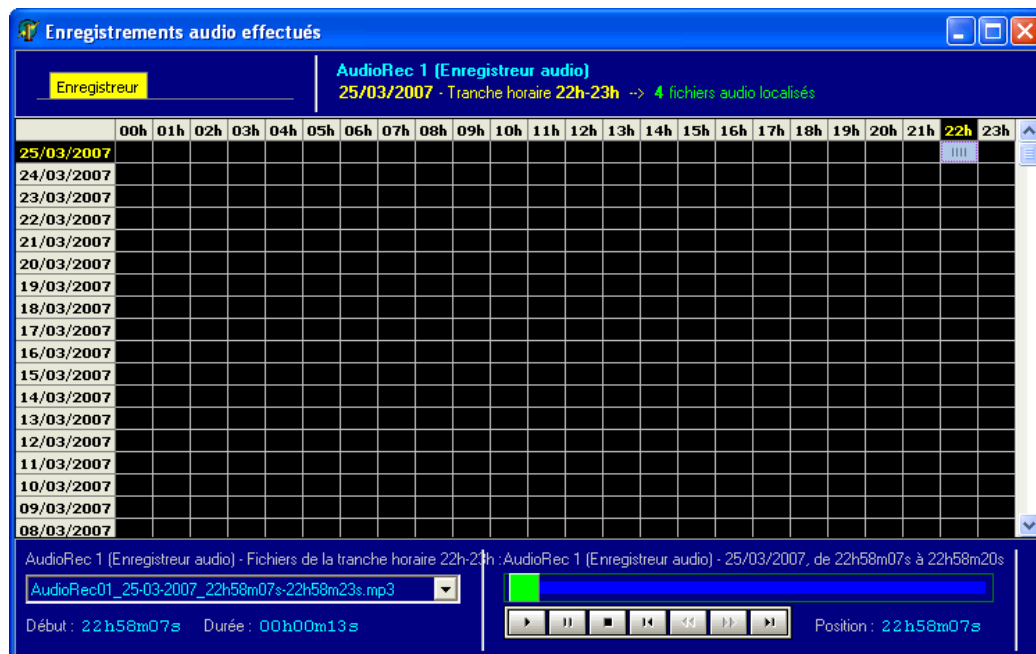 Enregistrements audio effectués
Enregistreur
AudioRec 1 (Enregistreur audio)
25/03/2007 - Tranche horaire 22h-23h --> 4 fichiers audio localisés
00h 01h 02h 03h 04h 05h 06h 07h 08h 09h 10h 11h 12h 13h 14h 15h 16h 17h 18h 19h 20h 21h 22h 23h
25/03/2007
24/03/2007
23/03/2007
22/03/2007
21/03/2007
20/03/2007
19/03/2007
18/03/2007
17/03/2007
16/03/2007
15/03/2007
14/03/2007
13/03/2007
12/03/2007
11/03/2007
10/03/2007
09/03/2007
08/03/2007
AudioRec 1 (Enregistreur audio) - Fichiers de la tranche horaire 22h-23h :
AudioRec 1 (Enregistreur audio) - 25/03/2007, de 22h58m07s à 22h58m20s
AudioRec01_25-03-2007_22h58m07s-22h58m23s.mp3
Début : 22h58m07s Durée : 00h00m13s
Position : 22h58m07s